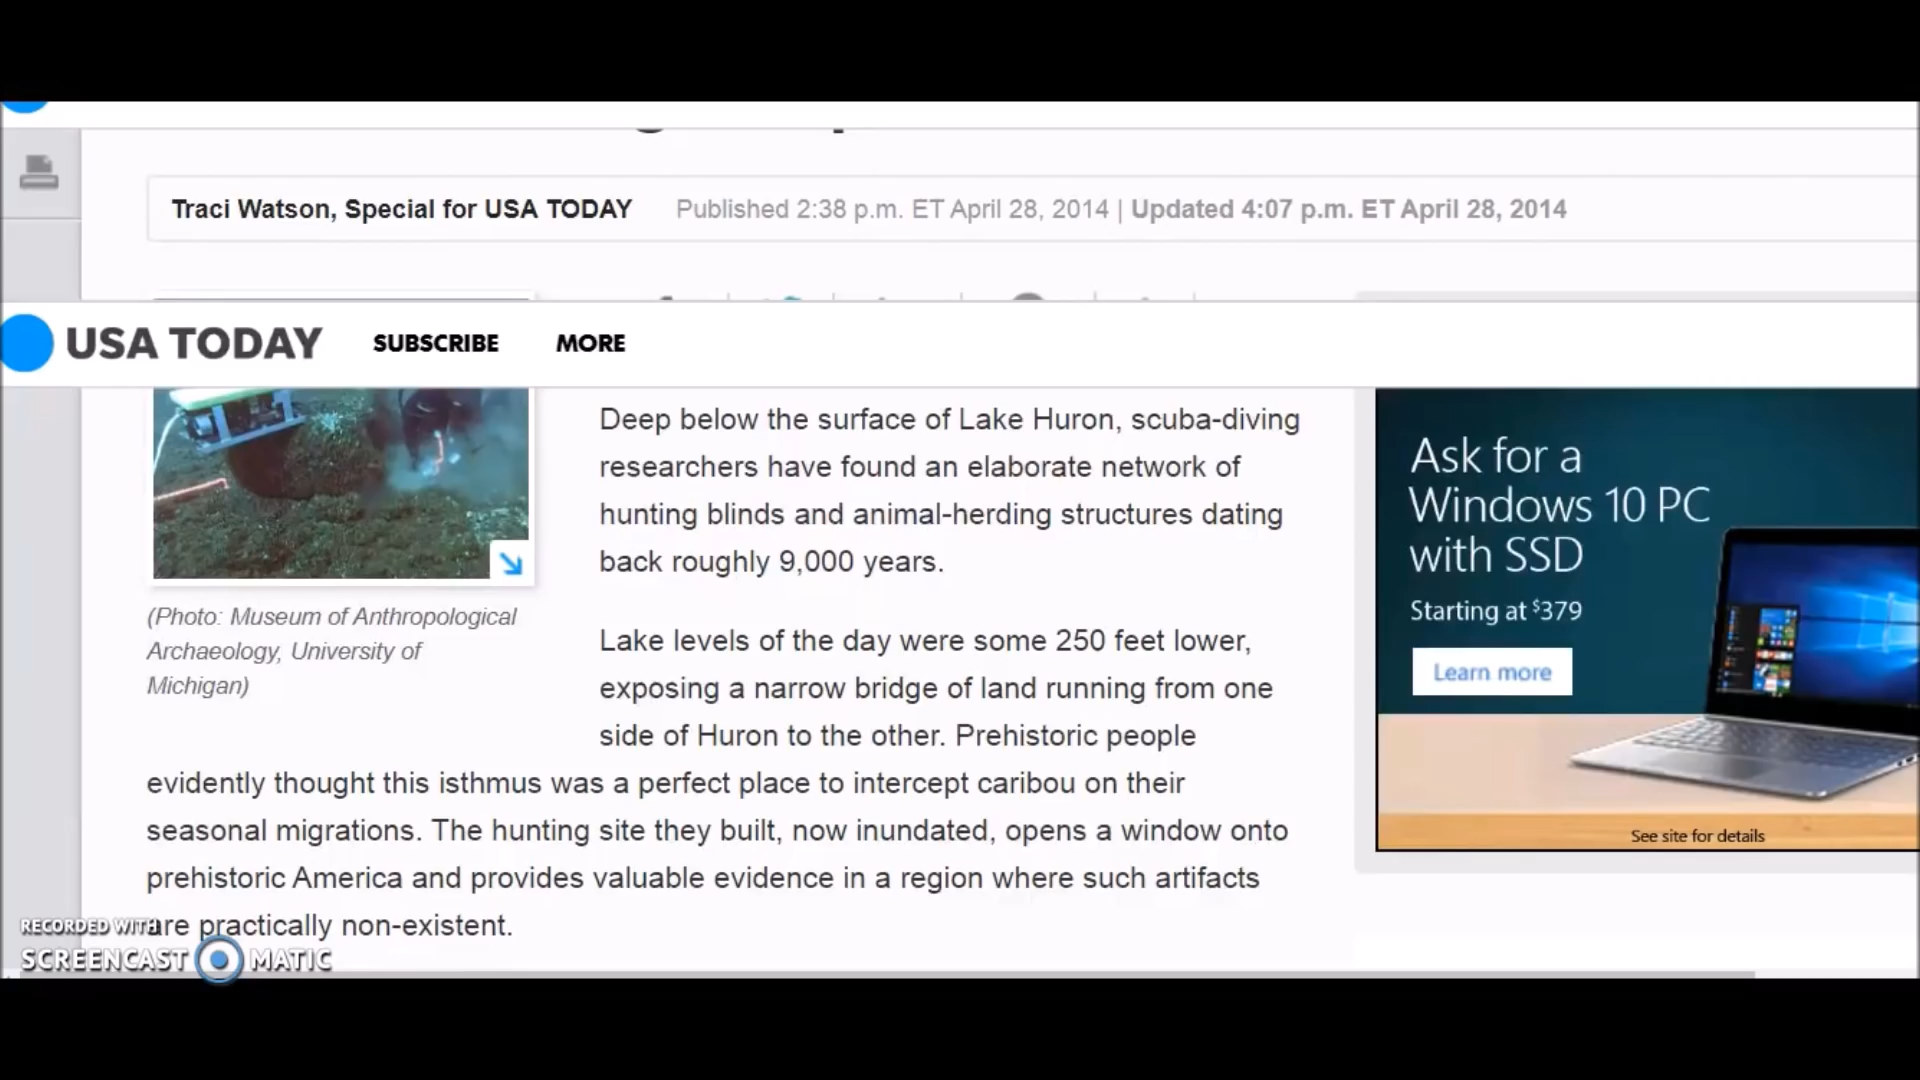 Traci Watson, Special for USA TODAY Published 2:38 p.m. ET April 28, 2014 | Updated 4:07 p.m. ET April 28, 2014
USA TODAY SUBSCRIBE MORE
Deep below the surface of Lake Huron, scuba-diving
researchers have found an elaborate network of
hunting blinds and animal-herding structures dating
back roughly 9,000 years.
(Photo: Museum of Anthropological
Archaeology, University of
Michigan)
Lake levels of the day were some 250 feet lower,
exposing a narrow bridge of land running from one
side of Huron to the other. Prehistoric people
evidently thought this isthmus was a perfect place to intercept caribou on their
seasonal migrations. The hunting site they built, now inundated, opens a window onto
prehistoric America and provides valuable evidence in a region where such artifacts
are practically non-existent.
Ask for a
Windows 10 PC
with SSD
Starting at $379
Learn more
See site for details
RECORDED WITH
SCREENCAST MATIC